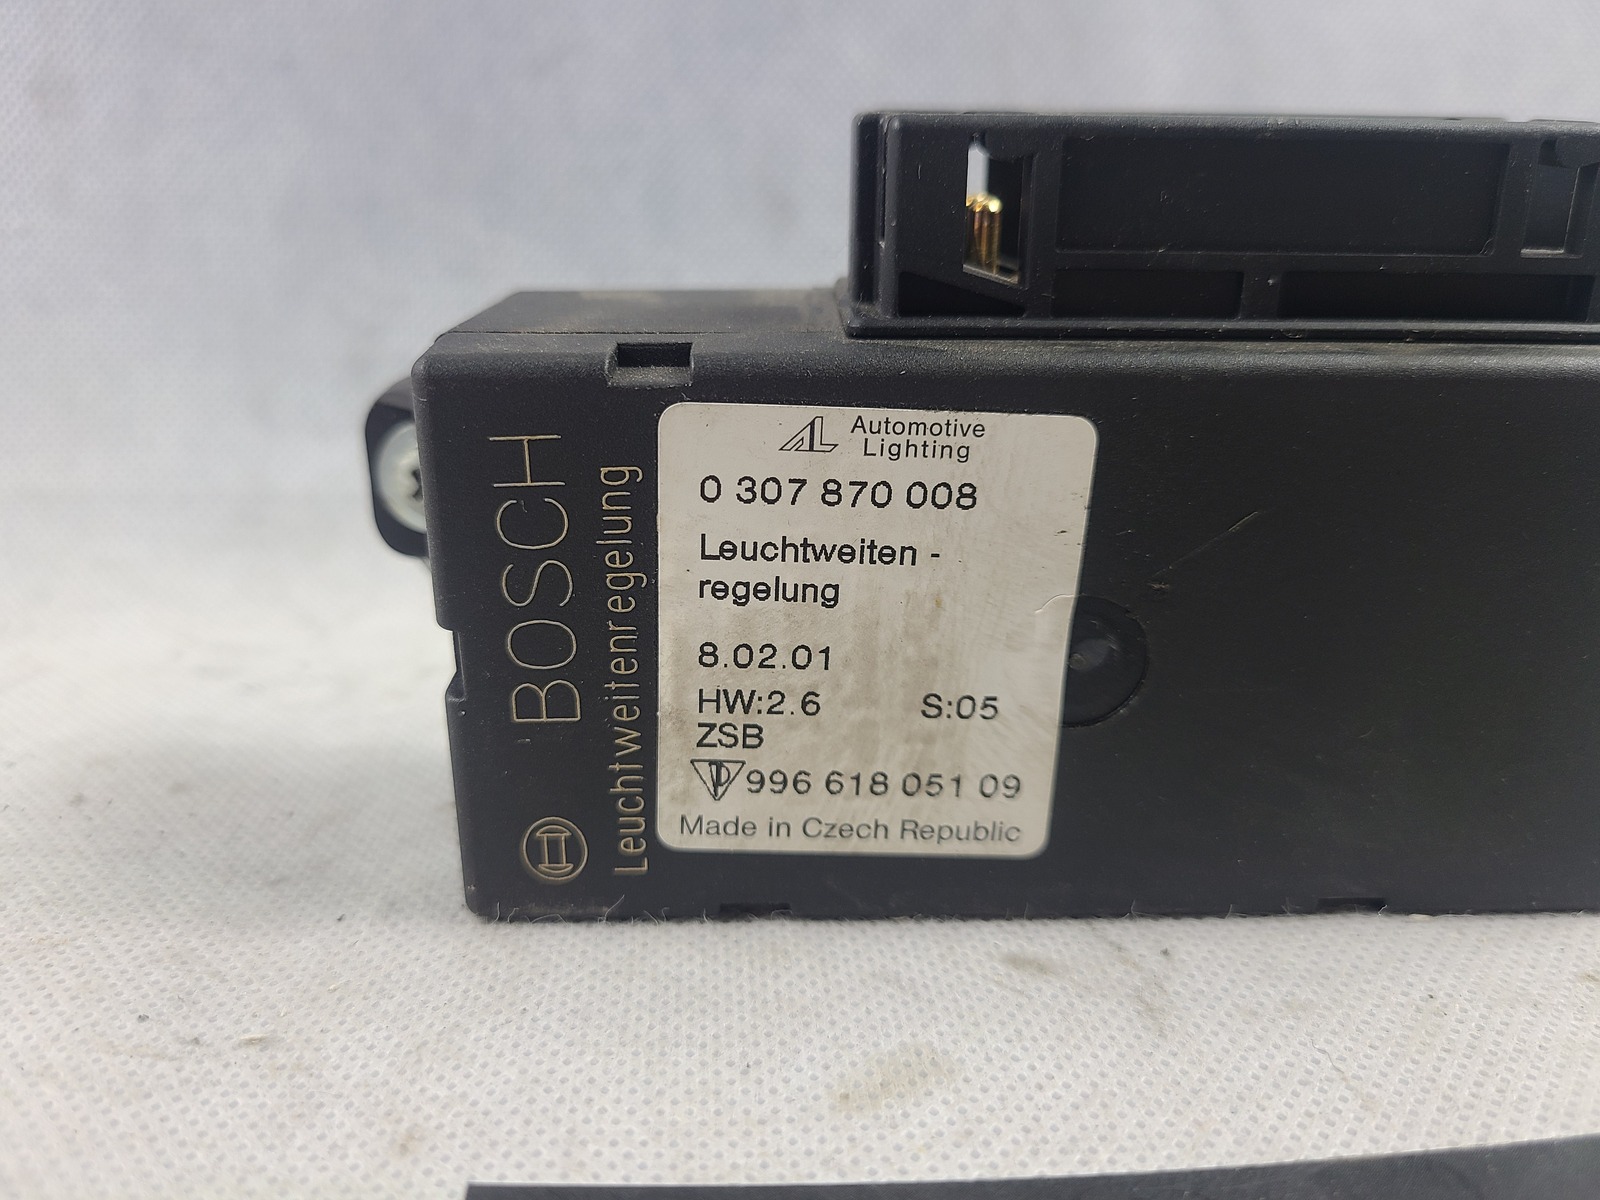 BOSCH
Leuchtweitenregelung
Automotive
Lighting
0 307 870 008
Leuchtweiten -
regelung
8.02.01
HW:2.6 S:05
ZSB
996 618 051 09
Made in Czech Republic